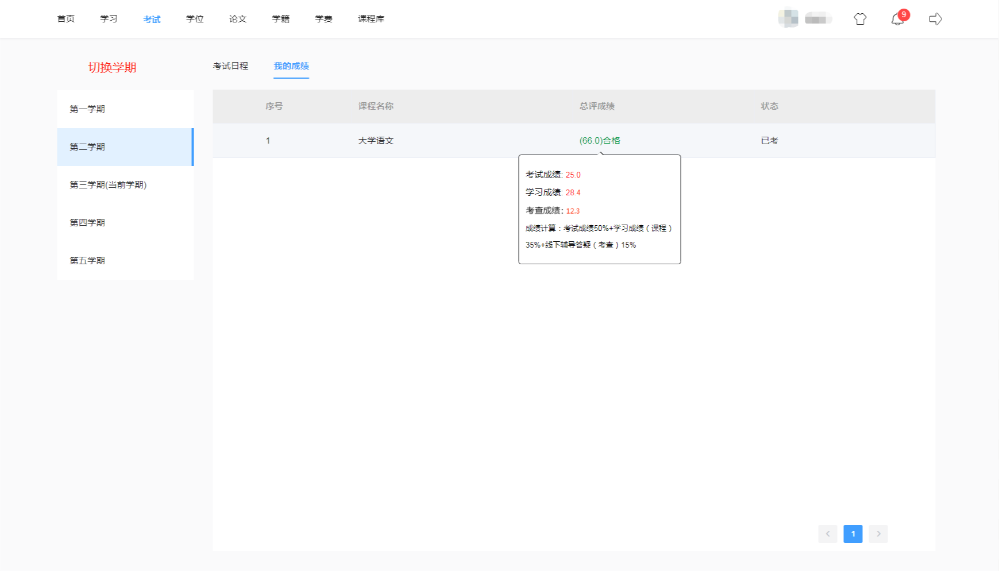 首页 学习 考试 学位 论文 学籍 学费 课程库 9
切换学期
考试日程 我的成绩
第一学期
第二学期
第三学期(当前学期)
第四学期
第五学期
序号 课程名称 总评成绩 状态
1 大学语文 (66.0)合格 已考
考试成绩: 25.0
学习成绩: 28.4
考查成绩: 12.3
成绩计算：考试成绩50%+学习成绩（课程）
35%+线下辅导答疑（考查）15%
1